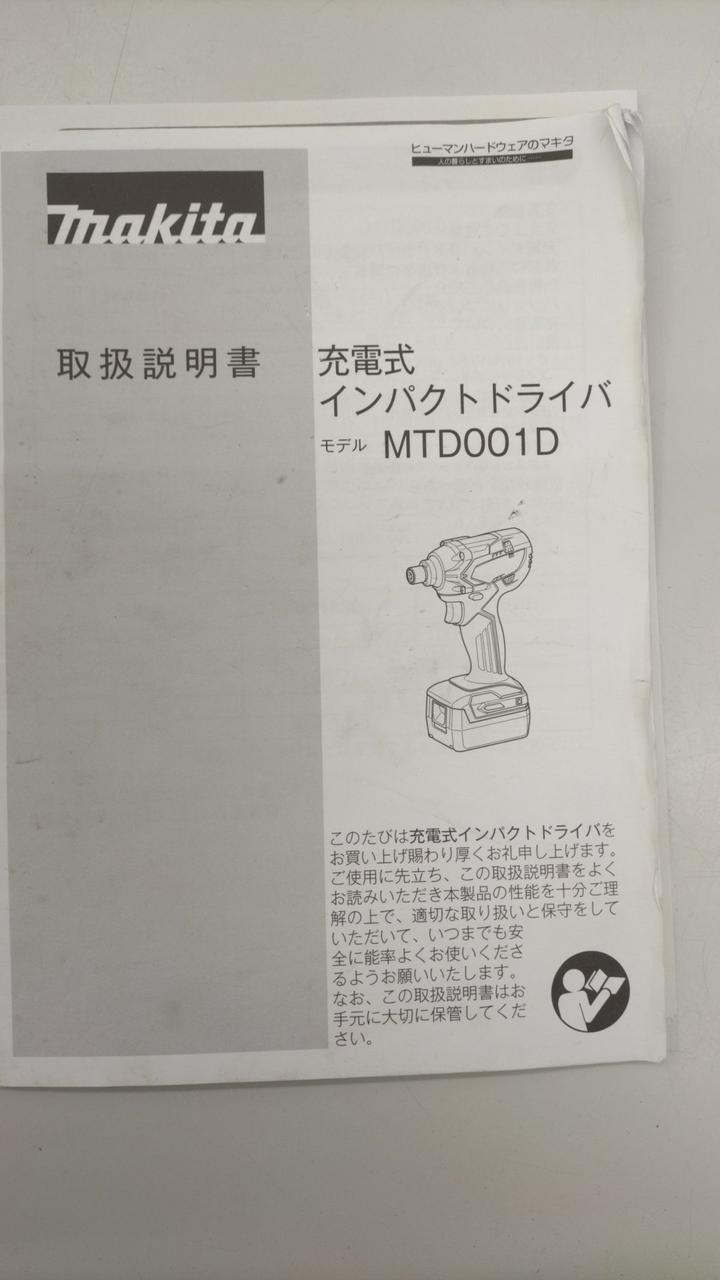 ヒューマンハードウェアのマキタ
人の暮らしとすまいのために……
makita
取扱説明書
充電式
インパクトドライバ
モデル MTD001D
このたびは充電式インパクトドライバを
お買い上げ賜わり厚くお礼申し上げます。
ご使用に先立ち、この取扱説明書をよく
お読みいただき本製品の性能を十分ご理
解の上で、適切な取り扱いと保守をして
いただいて、いつまでも安
全に能率よくお使いくださ
るようお願いいたします。
なお、この取扱説明書はお
手元に大切に保管してくだ
さい。